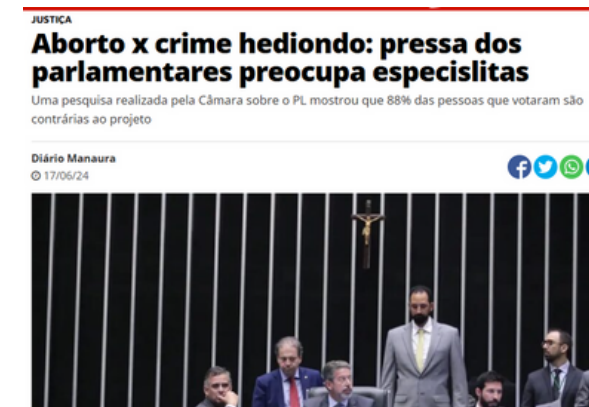 JUSTIÇA
Aborto x crime hediondo: pressa dos
parlamentares preocupa especislitas
Uma pesquisa realizada pela Câmara sobre o PL mostrou que 88% das pessoas que votaram são
contrárias ao projeto
Diário Manaura
17/06/24